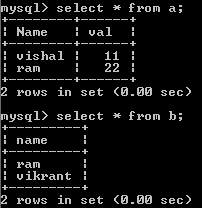 mysql> select * from a;
+--------+------+
| Name   | val  |
+--------+------+
| vishal |   11 |
| ram    |   22 |
+--------+------+
2 rows in set (0.00 sec)

mysql> select * from b;
+---------+
| name    |
+---------+
| ram     |
| vikrant |
+---------+
2 rows in set (0.00 sec)